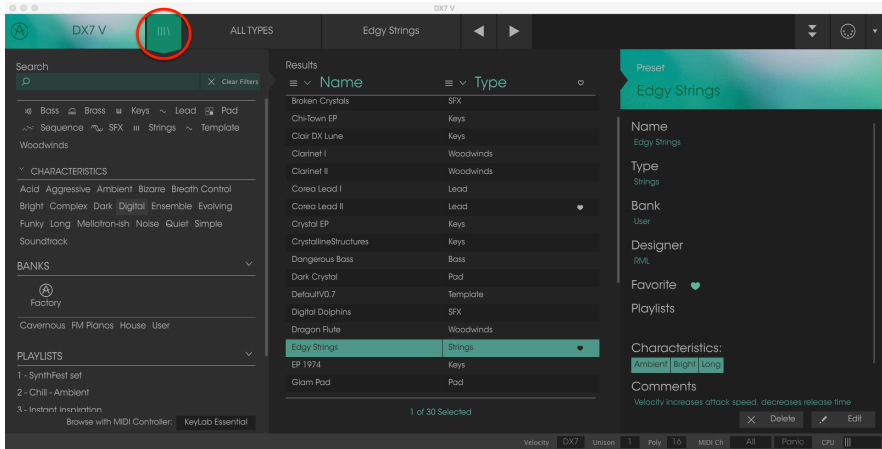 DX7 V
DX7 V
ALL TYPES
Edgy Strings
Search
Clear Filters
Bass Brass Keys Lead Pad
Sequence SFX Strings Template
Woodwinds
CHARACTERISTICS
Acid Aggressive Ambient Bizarre Breath Control
Bright Complex Dark Digital Ensemble Evolving
Funky Long Mellotron-ish Noise Quiet Simple
Soundtrack
BANKS
Factory
Cavernous FM Pianos House User
PLAYLISTS
1 - SynthFest set
2 - Chill - Ambient
3 - Instant inspiration
Browse with MIDI Controller: KeyLab Essential
Results
Name Type
Broken Crystals SFX
Chi-Town EP Keys
Clair DX Lune Keys
Clarinet I Woodwinds
Clarinet II Woodwinds
Corea Lead I Lead
Corea Lead II Lead
Crystal EP Keys
CrystallineStructures Keys
Dangerous Bass Bass
Dark Crystal Pad
DefaultV0.7 Template
Digital Dolphins SFX
Dragon Flute Woodwinds
Edgy Strings Strings
EP 1974 Keys
Glam Pad Pad
1 of 30 Selected
Preset
Edgy Strings
Name
Edgy Strings
Type
Strings
Bank
User
Designer
RML
Favorite
Playlists
Characteristics:
Ambient Bright Long
Comments
Velocity increases attack speed, decreases release time
Delete Edit
Velocity DX7 Unison 1 Poly 16 MIDI Ch All Panic CPU